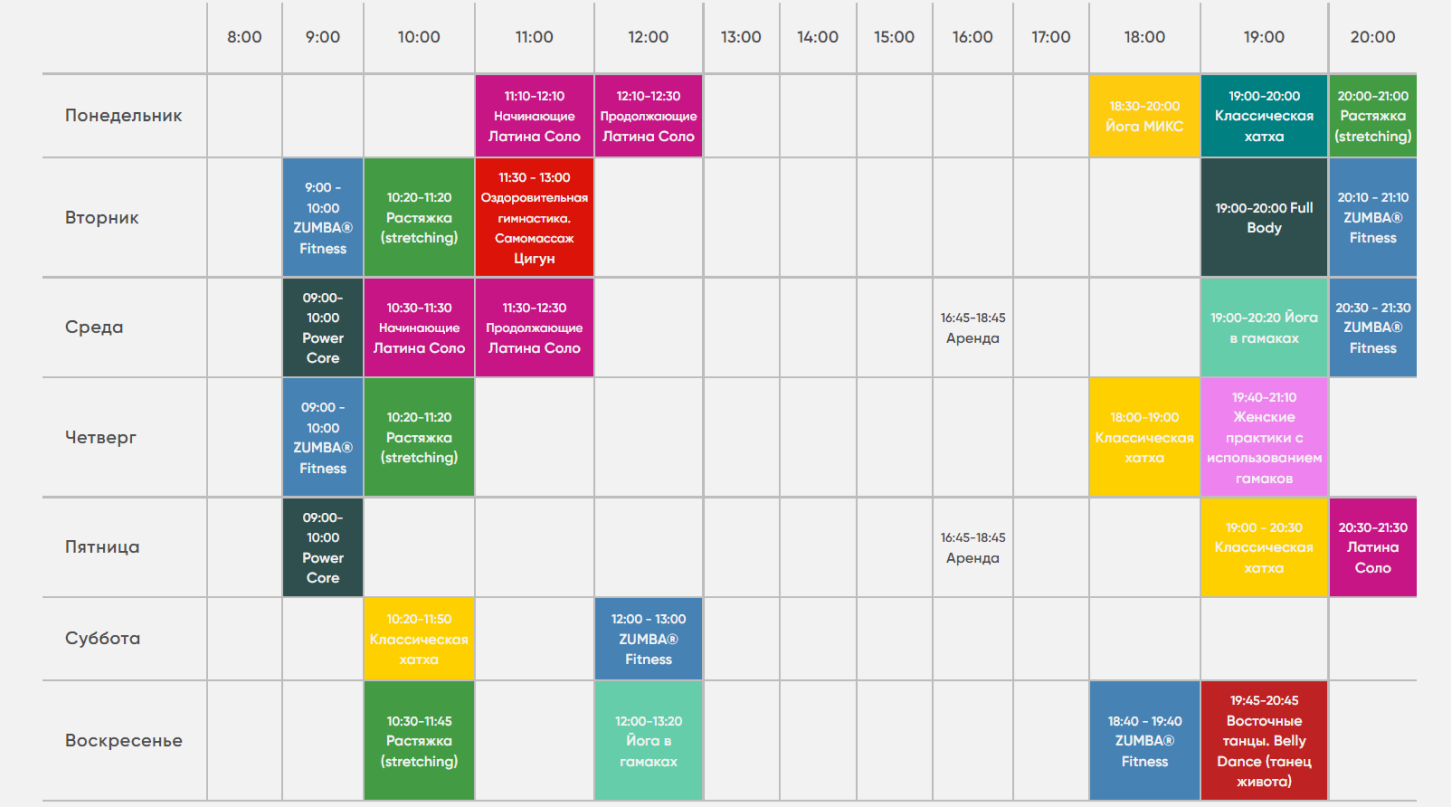 8:00 9:00 10:00 11:00 12:00 13:00 14:00 15:00 16:00 17:00 18:00 19:00 20:00
Понедельник
11:10-12:10
Начинающие
Латина Соло
12:10-12:30
Продолжающие
Латина Соло
18:30-20:00
Йога МИКС
19:00-20:00
Классическая
хатха
20:00-21:00
Растяжка
(stretching)
Вторник
9:00 -
10:00
ZUMBA®
Fitness
10:20-11:20
Растяжка
(stretching)
11:30 - 13:00
Оздоровительная
гимнастика.
Самомассаж
Цигун
19:00-20:00 Full
Body
20:10 - 21:10
ZUMBA®
Fitness
Среда
09:00-
10:00
Power
Core
10:30-11:30
Начинающие
Латина Соло
11:30-12:30
Продолжающие
Латина Соло
16:45-18:45
Аренда
19:00-20:20 Йога
в гамаках
20:30 - 21:30
ZUMBA®
Fitness
Четверг
09:00 -
10:00
ZUMBA®
Fitness
10:20-11:20
Растяжка
(stretching)
18:00-19:00
Классическая
хатха
19:40-21:10
Женские
практики с
использованием
гамаков
Пятница
09:00-
10:00
Power
Core
16:45-18:45
Аренда
19:00 - 20:30
Классическая
хатха
20:30-21:30
Латина
Соло
Суббота
10:20-11:50
Классическая
хатха
12:00 - 13:00
ZUMBA®
Fitness
Воскресенье
10:30-11:45
Растяжка
(stretching)
12:00-13:20
Йога в
гамаках
18:40 - 19:40
ZUMBA®
Fitness
19:45-20:45
Восточные
танцы. Belly
Dance (танец
живота)